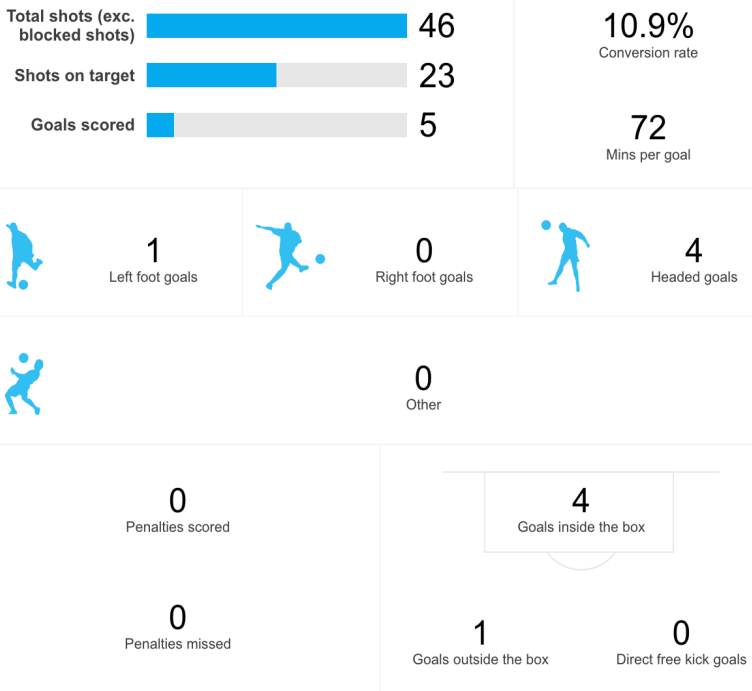 Total shots (exc.
blocked shots)
46
Shots on target
23
Goals scored
5
10.9%
Conversion rate
72
Mins per goal
1
Left foot goals
0
Right foot goals
4
Headed goals
0
Other
0
Penalties scored
0
Penalties missed
4
Goals inside the box
1
Goals outside the box
0
Direct free kick goals